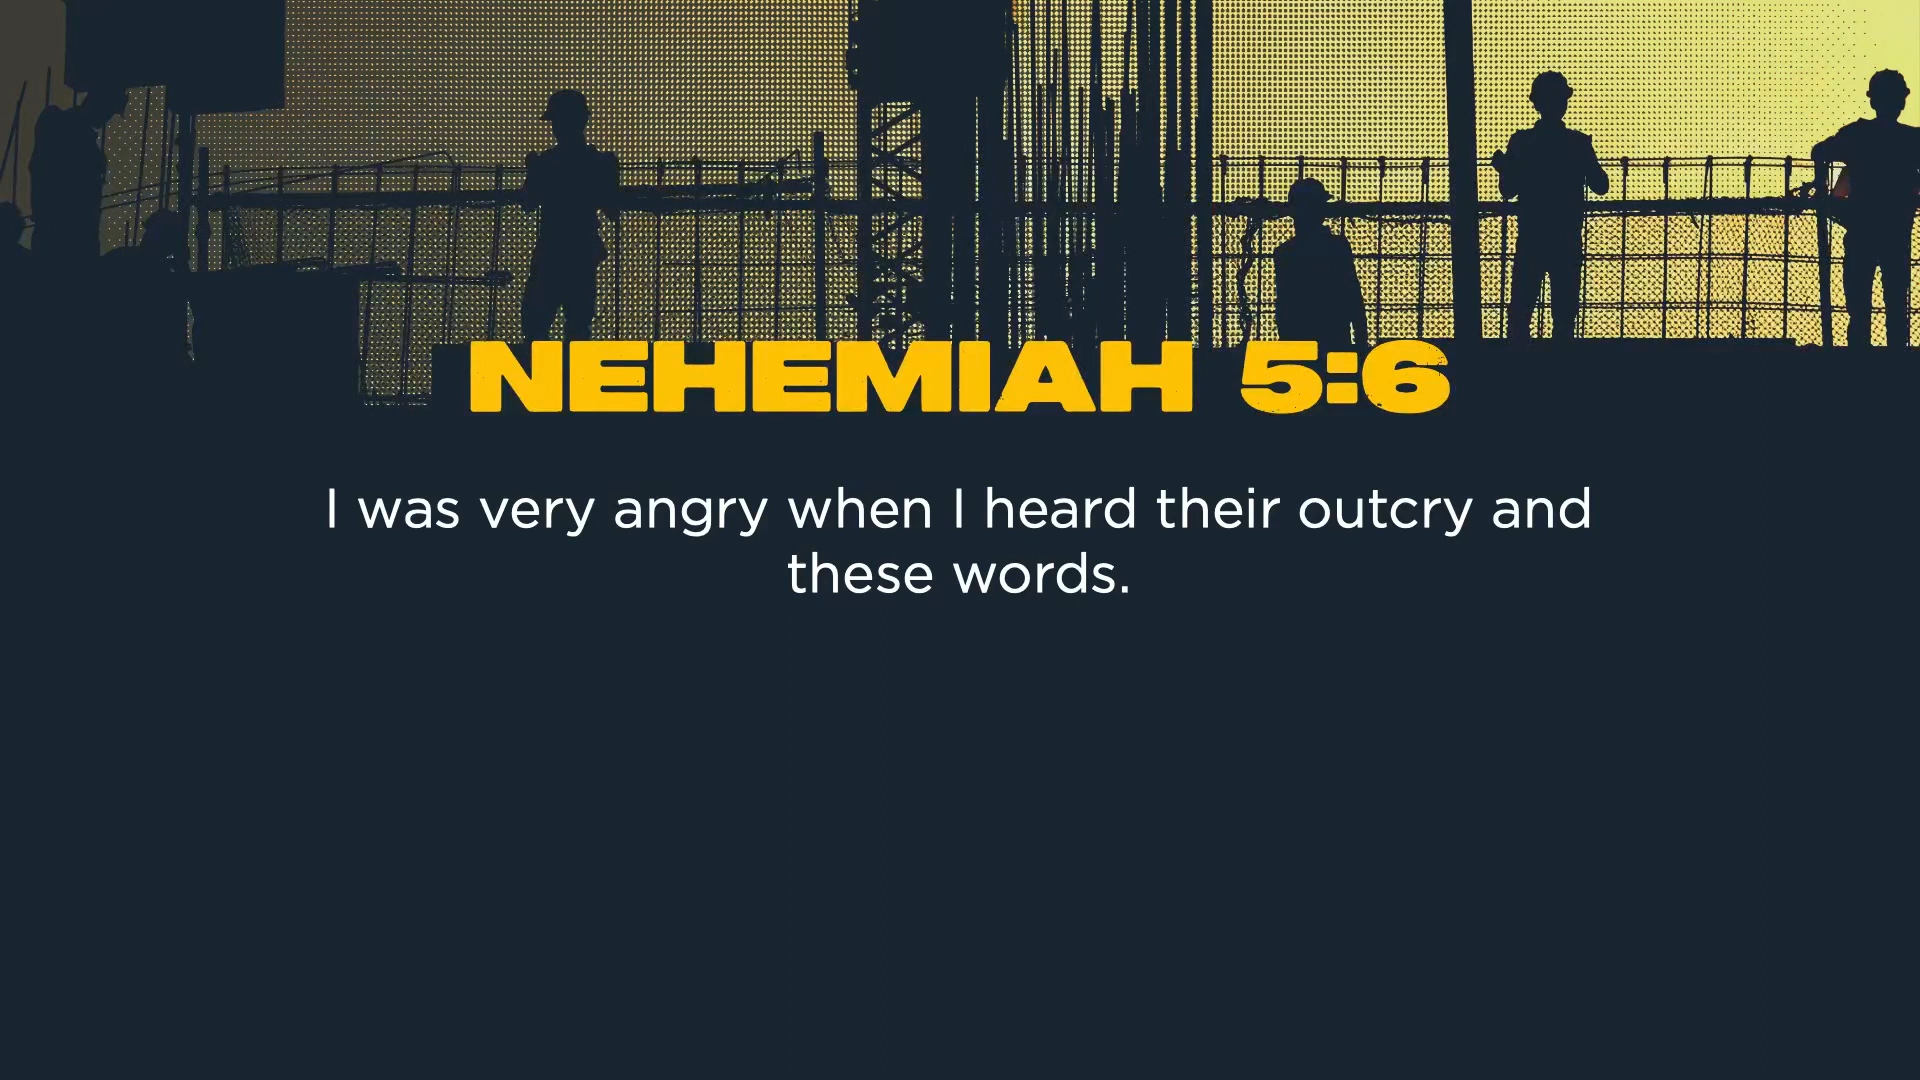 NEHEMIAH 5:6
I was very angry when I heard their outcry and
these words.